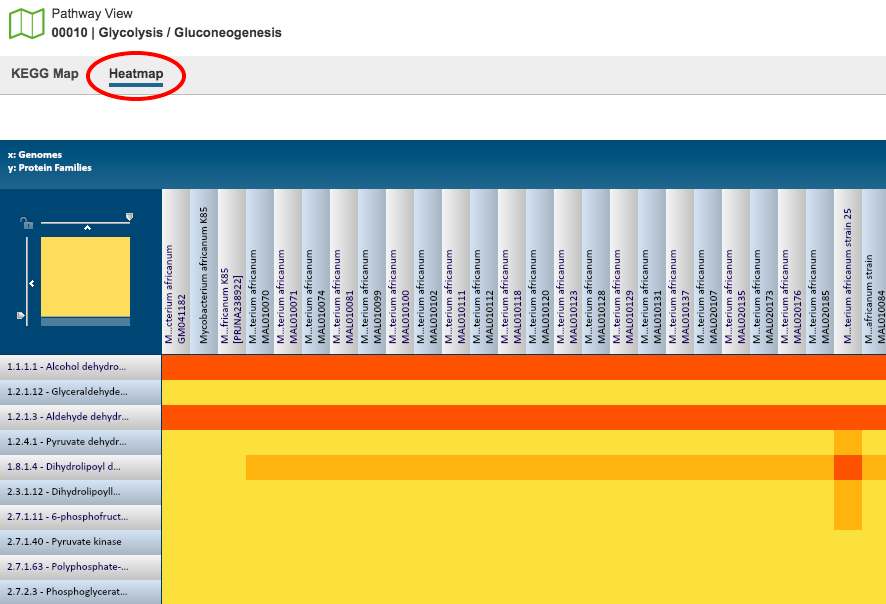 Pathway View
00010 | Glycolysis / Gluconeogenesis
KEGG Map
Heatmap
x: Genomes
y: Protein Families
M...cterium africanum
GM041182
Mycobacterium africanum K85
M...fricanum K85
[PRJNA238922]
M...terium africanum
MAL010070
M...terium africanum
MAL010071
M...terium africanum
MAL010074
M...terium africanum
MAL010081
M...terium africanum
MAL010099
M...terium africanum
MAL010100
M...terium africanum
MAL010102
M...terium africanum
MAL010111
M...terium africanum
MAL010112
M...terium africanum
MAL010118
M...terium africanum
MAL010120
M...terium africanum
MAL010123
M...terium africanum
MAL010128
M...terium africanum
MAL010129
M...terium africanum
MAL010131
M...terium africanum
MAL010137
M...terium africanum
MAL020107
M...terium africanum
MAL020135
M...terium africanum
MAL020173
M...terium africanum
MAL020176
M...terium africanum
MAL020185
M...terium africanum strain 25
M...africanum strain
MAL010084
1.1.1.1 - Alcohol dehydro...
1.2.1.12 - Glyceraldehyde...
1.2.1.3 - Aldehyde dehydr...
1.2.4.1 - Pyruvate dehydr...
1.8.1.4 - Dihydrolipoyl d...
2.3.1.12 - Dihydrolipoyll...
2.7.1.11 - 6-phosphofruct...
2.7.1.40 - Pyruvate kinase
2.7.1.63 - Polyphosphate-...
2.7.2.3 - Phosphoglycerat...